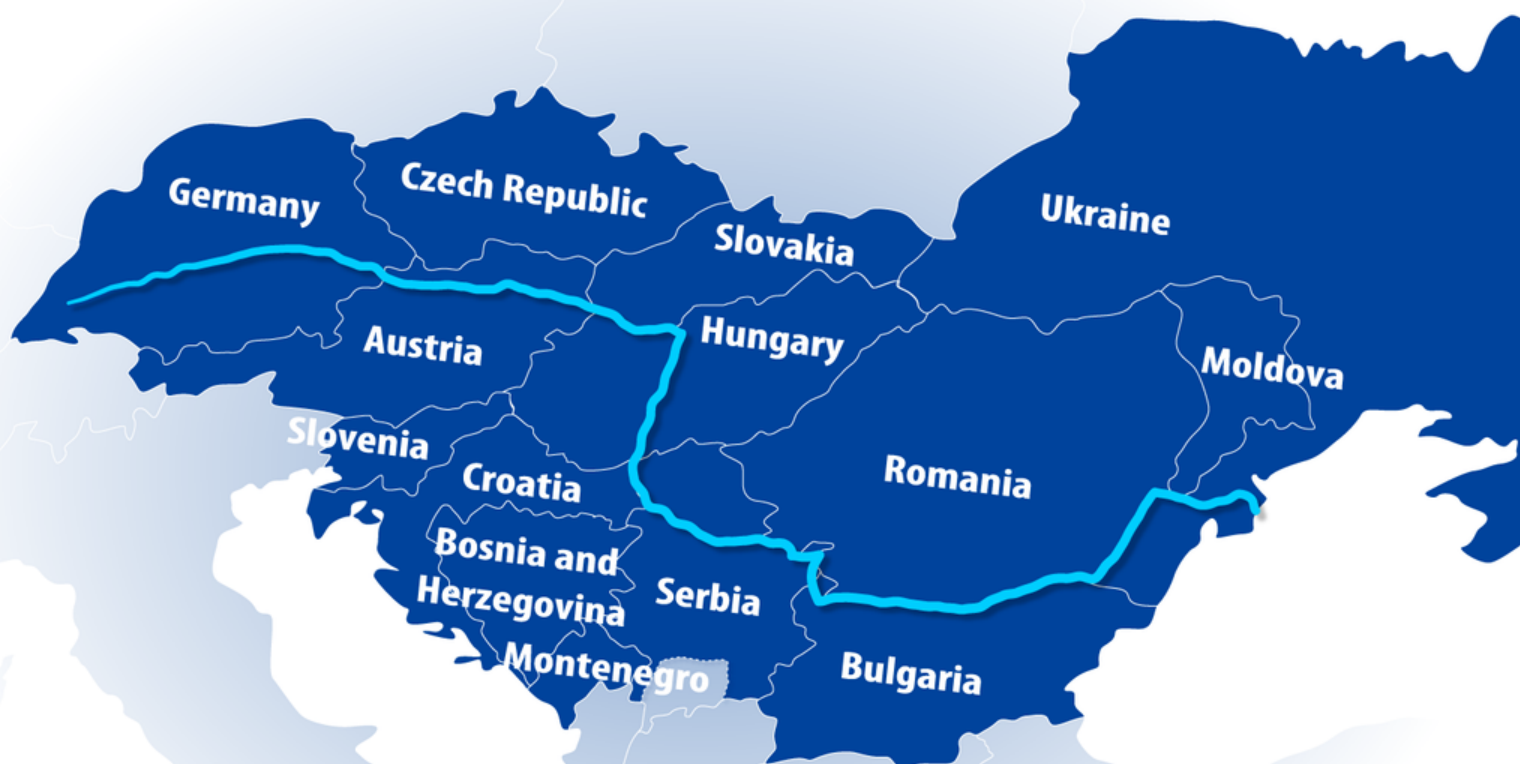 Germany
Czech Republic
Slovakia
Ukraine
Austria
Hungary
Moldova
Slovenia
Croatia
Romania
Bosnia and
Herzegovina
Serbia
Montenegro
Bulgaria